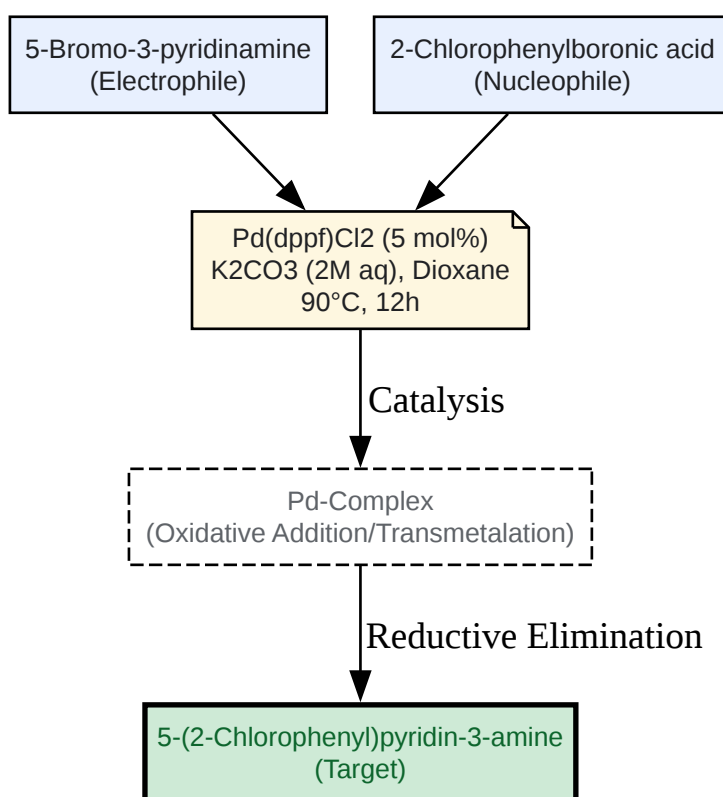 5-Bromo-3-pyridinamine
(Electrophile)
2-Chlorophenylboronic acid
(Nucleophile)
Pd(dppf)Cl2 (5 mol%)
K2CO3 (2M aq), Dioxane
90°C, 12h
Catalysis
Pd-Complex
(Oxidative Addition/Transmetalation)
Reductive Elimination
5-(2-Chlorophenyl)pyridin-3-amine
(Target)